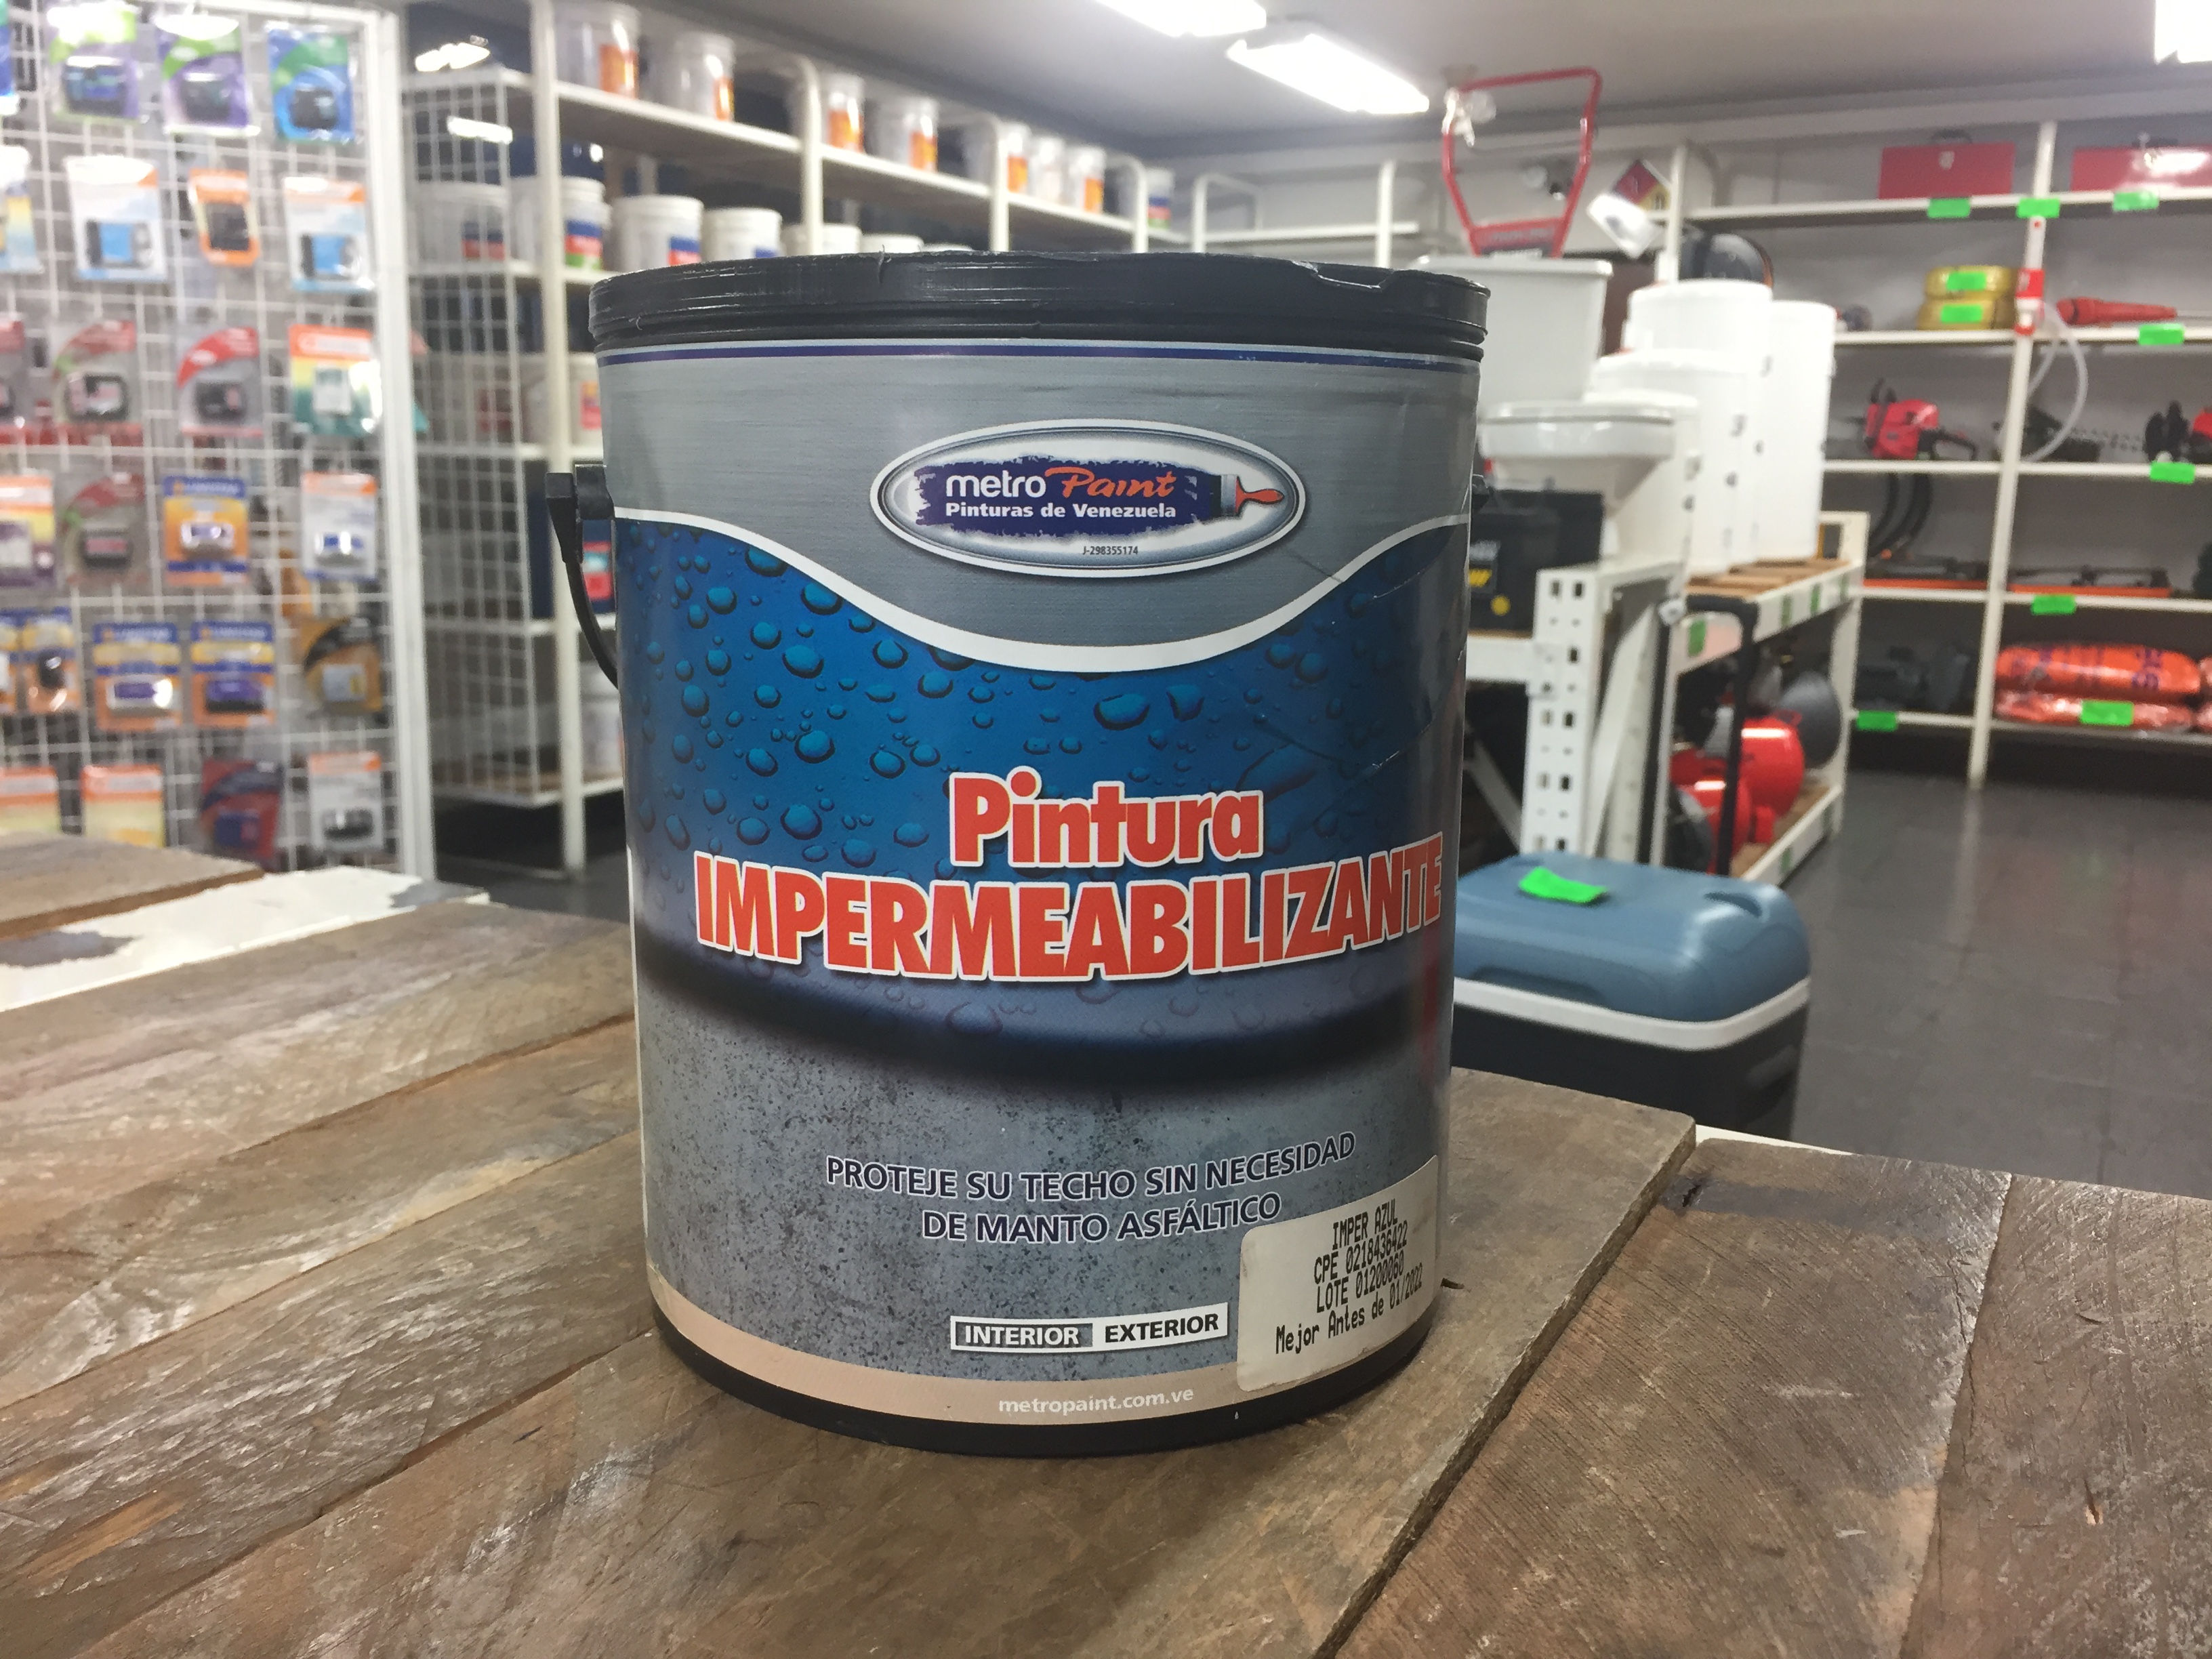 metro Paint
Pinturas de Venezuela
J-298355174
Pintura
IMPERMEABILIZANTE
PROTEJE SU TECHO SIN NECESIDAD
DE MANTO ASFÁLTICO
INTERIOR EXTERIOR
metropaint.com.ve
IMPER AZUL
CPE 0218436422
LOTE 01200060
Mejor Antes de 01/2022